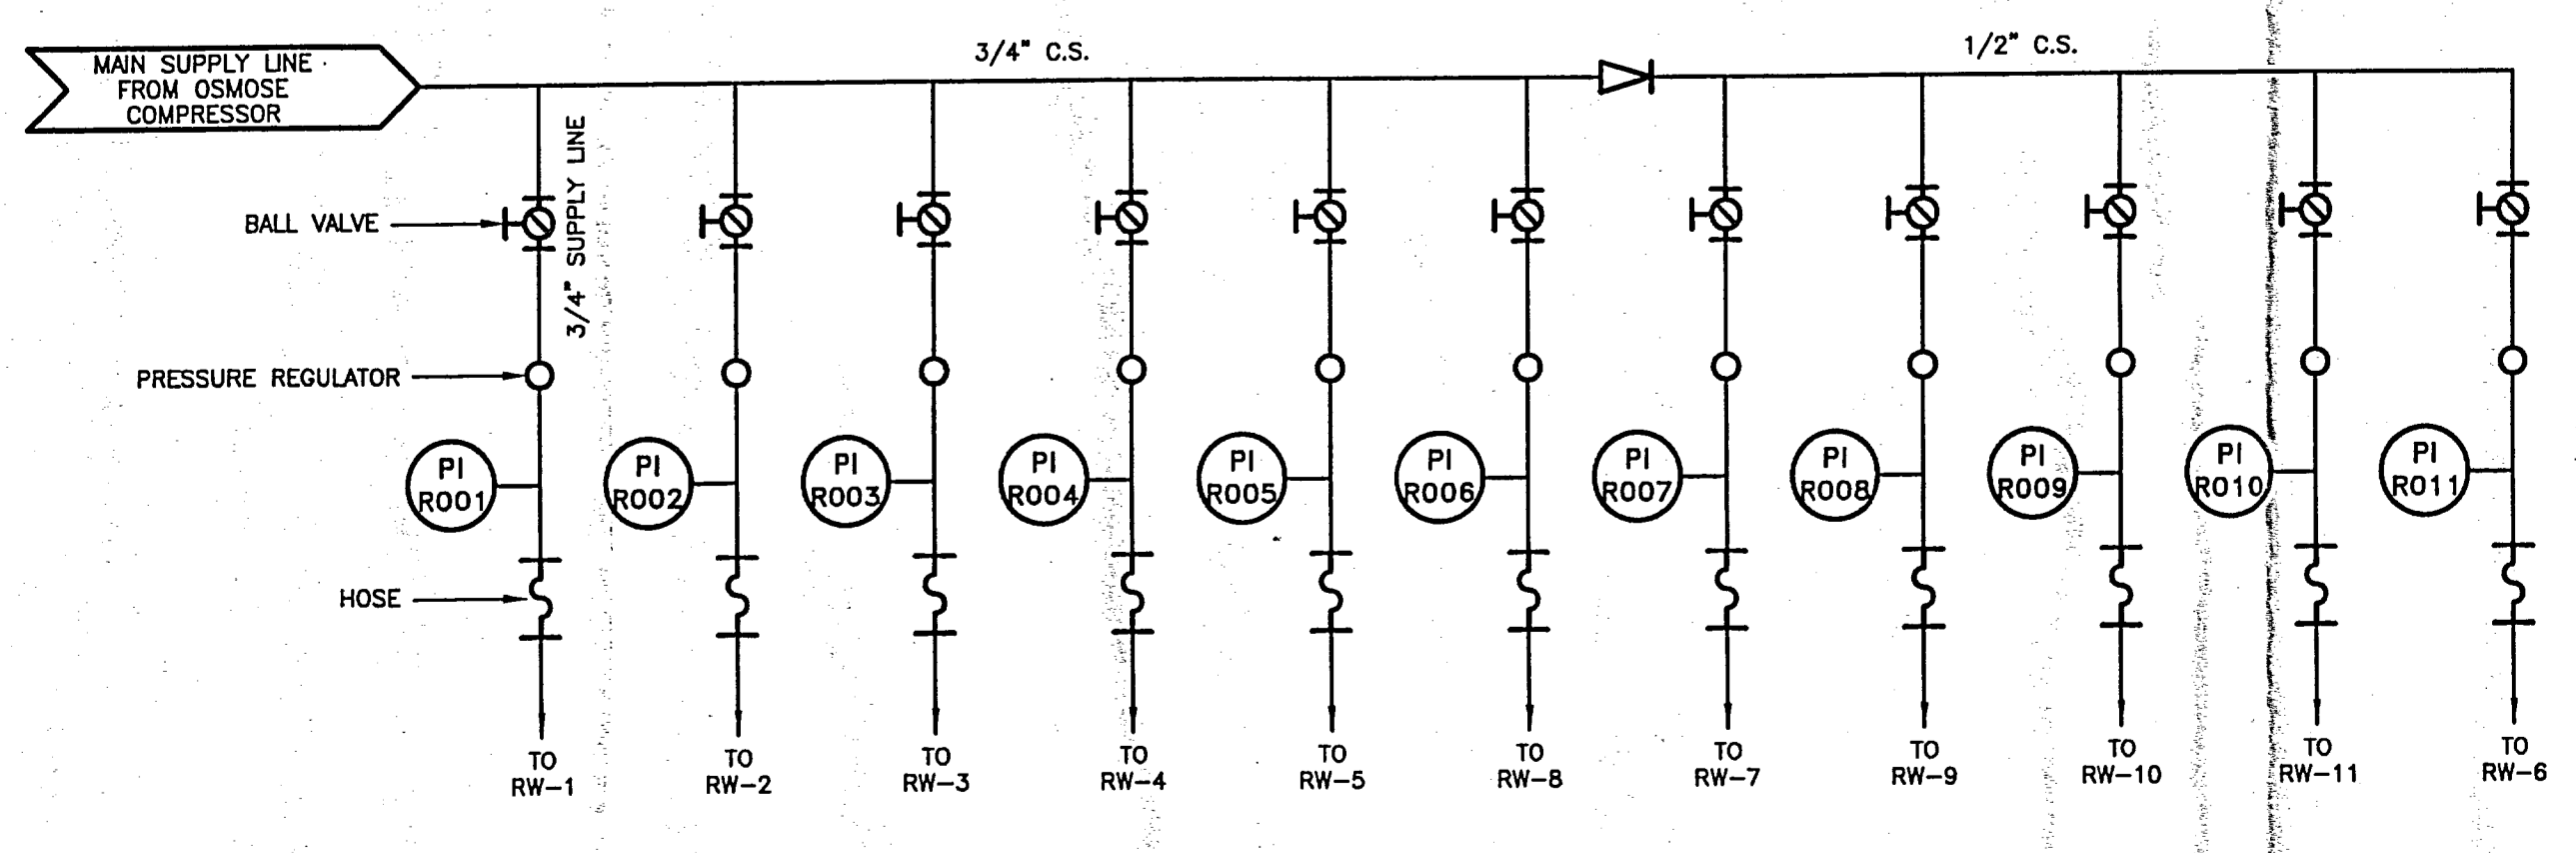 MAIN SUPPLY LINE
FROM OSMOSE
COMPRESSOR
3/4" C.S.
1/2" C.S.
3/4" SUPPLY LINE
BALL VALVE
PRESSURE REGULATOR
PI
R001
PI
R002
PI
R003
PI
R004
PI
R005
PI
R006
PI
R007
PI
R008
PI
R009
PI
R010
PI
R011
HOSE
TO
RW-1
TO
RW-2
TO
RW-3
TO
RW-4
TO
RW-5
TO
RW-8
TO
RW-7
TO
RW-9
TO
RW-10
TO
RW-11
TO
RW-6